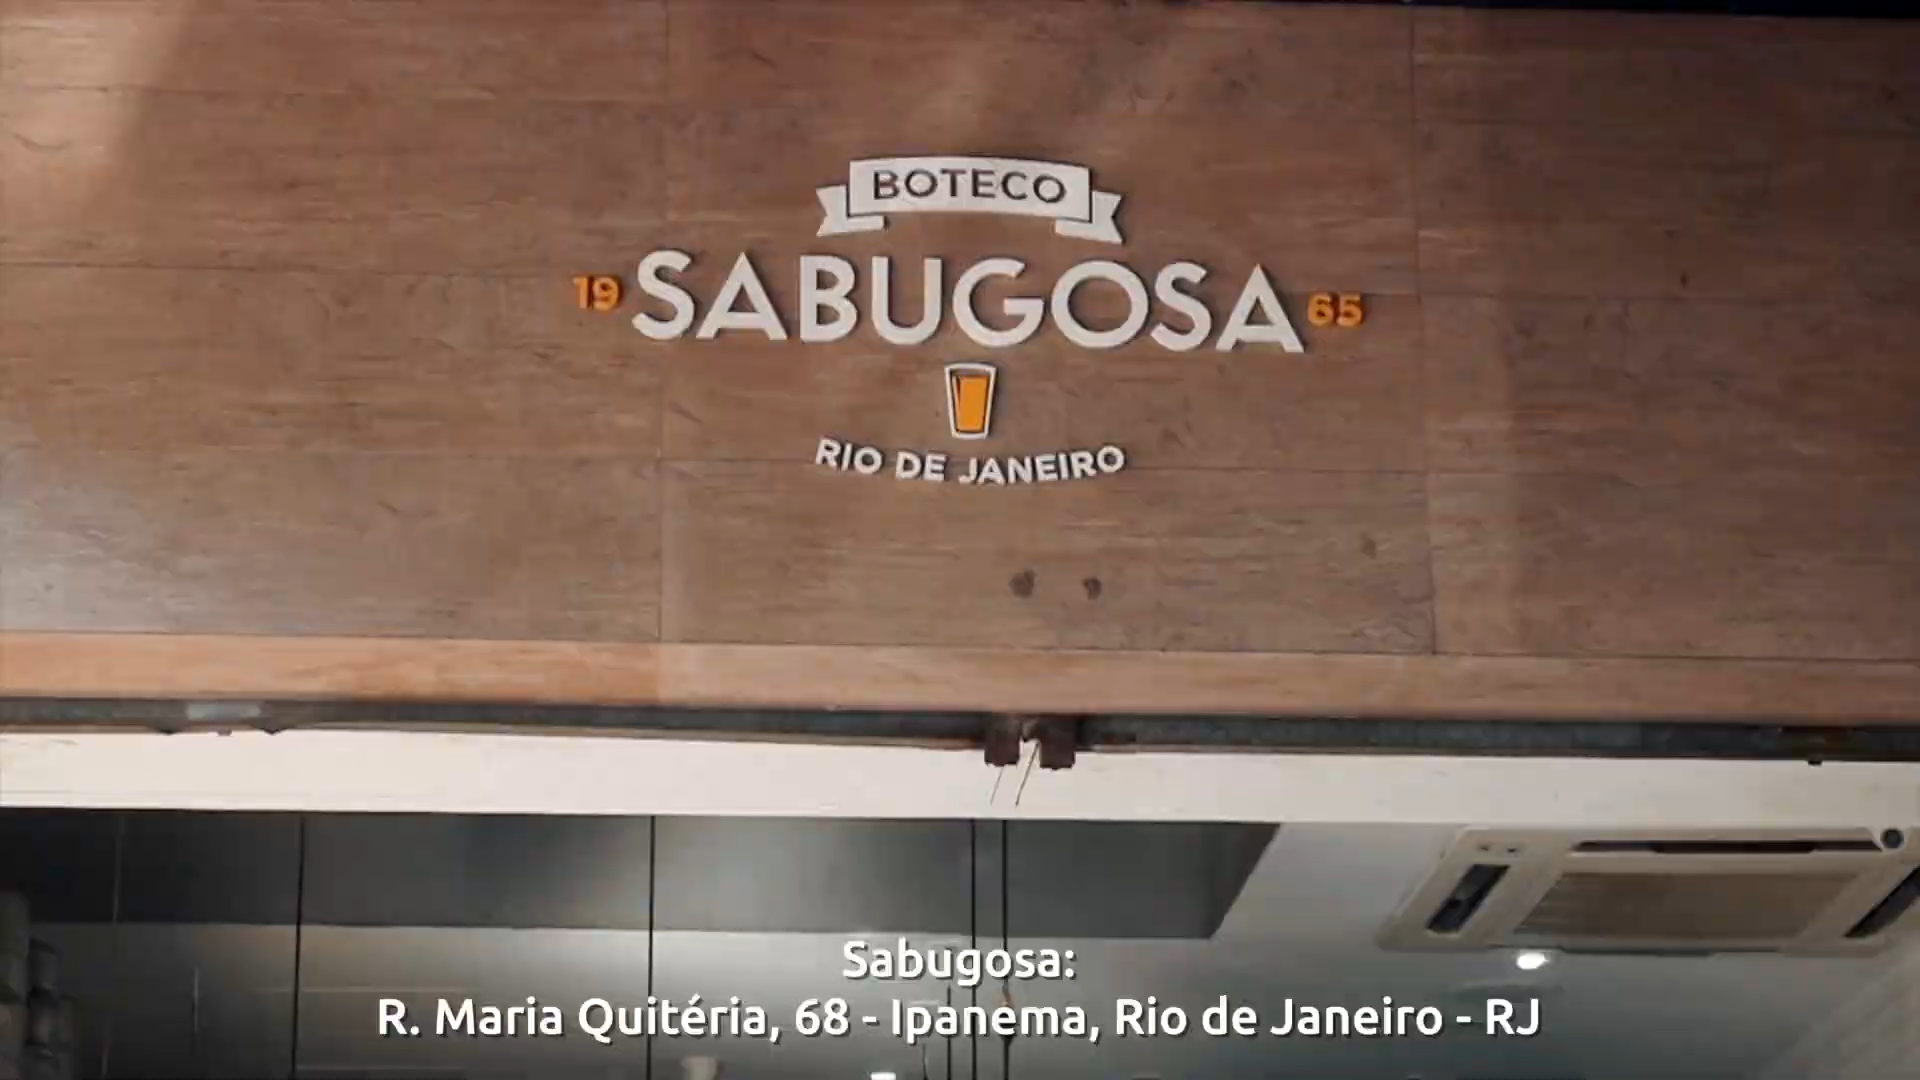 BOTECO
19 SABUGOSA 65
RIO DE JANEIRO
Sabugosa:
R. Maria Quitéria, 68 - Ipanema, Rio de Janeiro - RJ